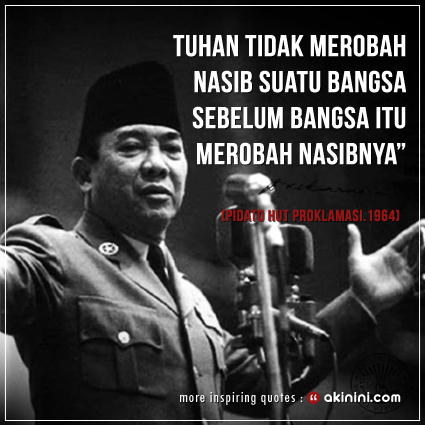 TUHAN TIDAK MEROBAH
NASIB SUATU BANGSA
SEBELUM BANGSA ITU
MEROBAH NASIBNYA”
(PIDATO HUT PROKLAMASI.1964)
more inspiring quotes : “ akinini.com